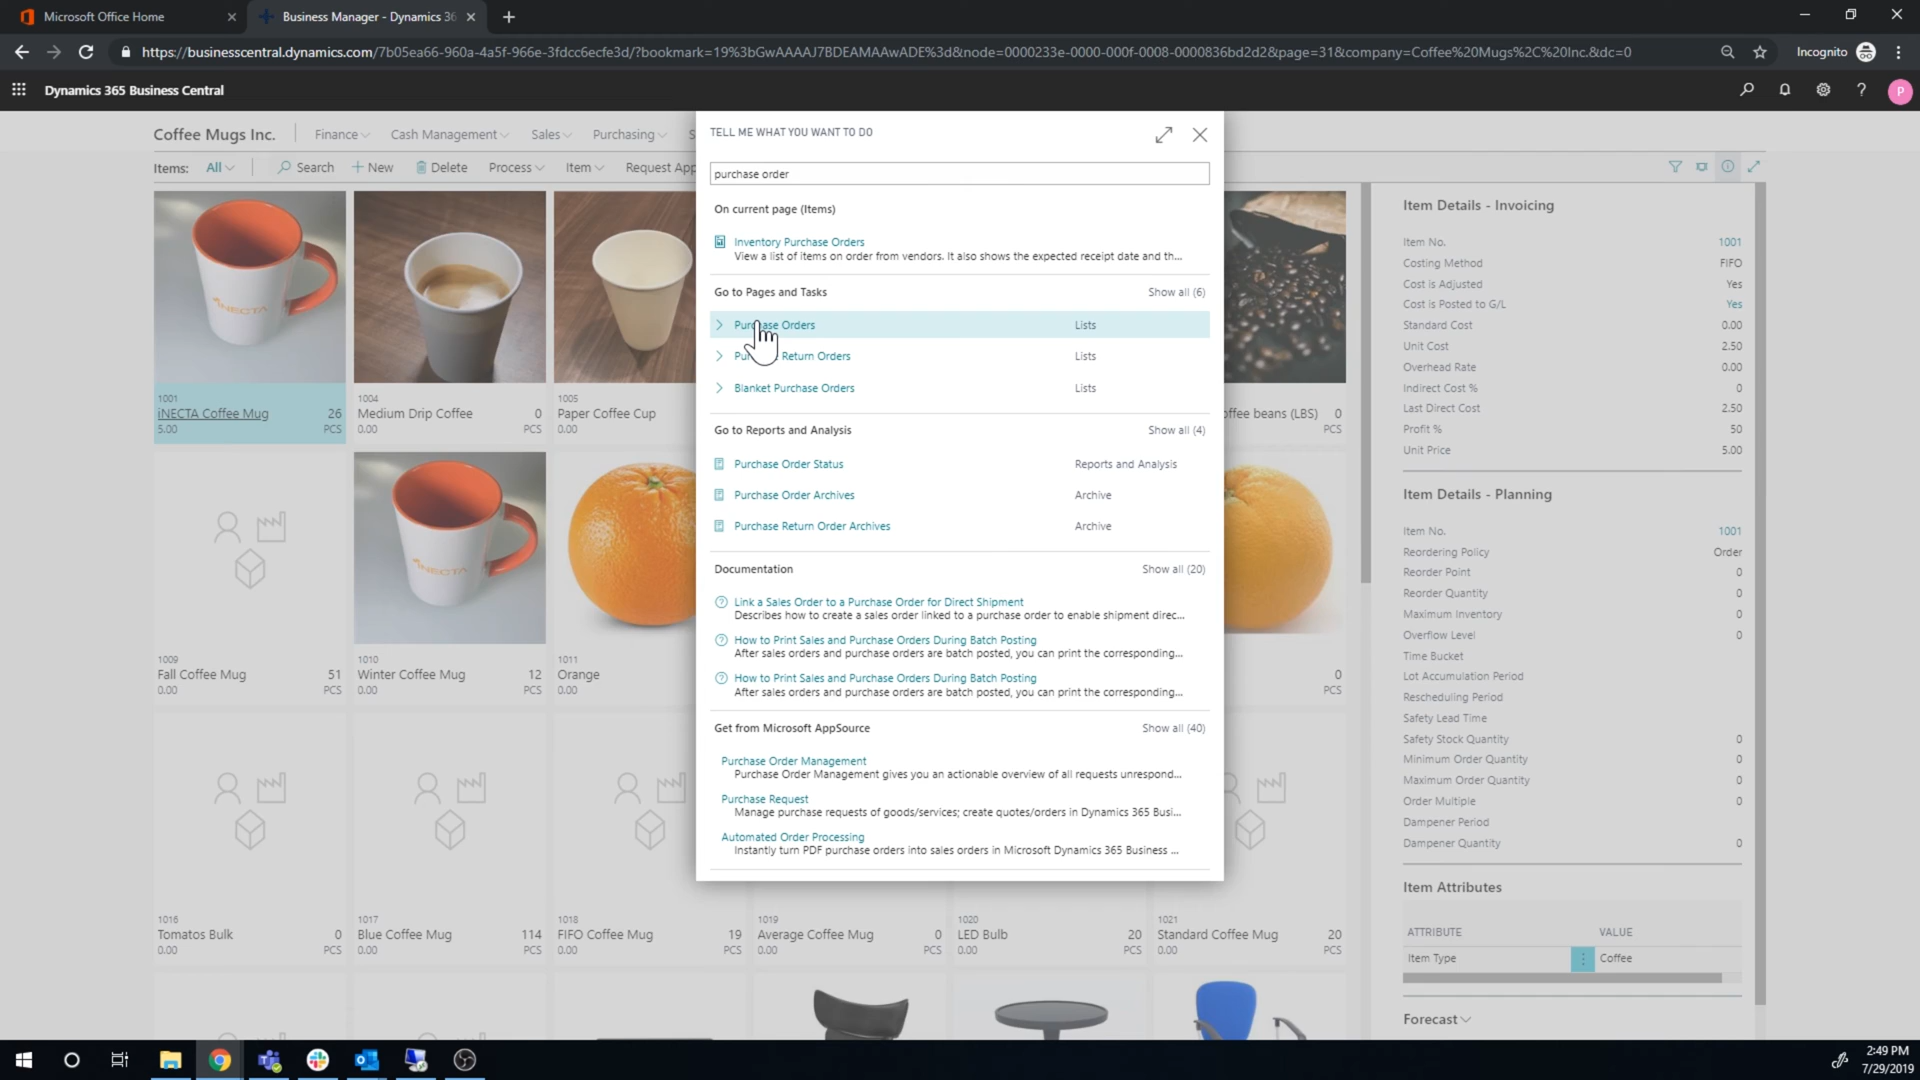 Microsoft Office Home
Business Manager - Dynamics 36
https://businesscentral.dynamics.com/7b05ea66-960a-4a5f-966e-3fdcc6ecfe3d/?bookmark=19%3bGwAAAAJ7BDEAMAAwADE%3d&node=0000233e-0000-000f-0008-0000836bd2d2&page=31&company=Coffee%20Mugs%2C%20Inc.&dc=0
Incognito
Dynamics 365 Business Central
P
Coffee Mugs Inc.
Finance
Cash Management
Sales
Purchasing
S
Items:
All
Search
New
Delete
Process
Item
Request App
TELL ME WHAT YOU WANT TO DO
purchase order
On current page (Items)
Inventory Purchase Orders
View a list of items on order from vendors. It also shows the expected receipt date and th...
Go to Pages and Tasks
Show all (6)
Purchase Orders
Lists
Return Orders
Lists
Blanket Purchase Orders
Lists
Go to Reports and Analysis
Show all (4)
Purchase Order Status
Reports and Analysis
Purchase Order Archives
Archive
Purchase Return Order Archives
Archive
Documentation
Show all (20)
Link a Sales Order to a Purchase Order for Direct Shipment
Describes how to create a sales order linked to a purchase order to enable shipment direc...
How to Print Sales and Purchase Orders During Batch Posting
After sales orders and purchase orders are batch posted, you can print the corresponding...
How to Print Sales and Purchase Orders During Batch Posting
After sales orders and purchase orders are batch posted, you can print the corresponding...
Get from Microsoft AppSource
Show all (40)
Purchase Order Management
Purchase Order Management gives you an actionable overview of all requests unrespond...
Purchase Request
Manage purchase requests of goods/services; create quotes/orders in Dynamics 365 Busi...
Automated Order Processing
Instantly turn PDF purchase orders into sales orders in Microsoft Dynamics 365 Business ...
iNECTA
1001
iNECTA Coffee Mug 26
5.00 PCS
1004
Medium Drip Coffee 0
0.00 PCS
1005
Paper Coffee Cup
0.00
ffee beans (LBS) 0
PCS
iNECTA
1009
Fall Coffee Mug 51
0.00 PCS
1010
Winter Coffee Mug 12
0.00 PCS
1011
Orange
0.00
0
PCS
1016
Tomatos Bulk 0
0.00 PCS
1017
Blue Coffee Mug 114
0.00 PCS
1018
FIFO Coffee Mug 19
0.00 PCS
1019
Average Coffee Mug 0
0.00 PCS
1020
LED Bulb 20
0.00 PCS
1021
Standard Coffee Mug 20
0.00 PCS
Item Details - Invoicing
Item No. 1001
Costing Method FIFO
Cost is Adjusted Yes
Cost is Posted to G/L Yes
Standard Cost 0.00
Unit Cost 2.50
Overhead Rate 0.00
Indirect Cost % 0
Last Direct Cost 2.50
Profit % 50
Unit Price 5.00
Item Details - Planning
Item No. 1001
Reordering Policy Order
Reorder Point 0
Reorder Quantity 0
Maximum Inventory 0
Overflow Level 0
Time Bucket
Lot Accumulation Period
Rescheduling Period
Safety Lead Time
Safety Stock Quantity 0
Minimum Order Quantity 0
Maximum Order Quantity 0
Order Multiple 0
Dampener Period
Dampener Quantity 0
Item Attributes
ATTRIBUTE VALUE
Item Type Coffee
Forecast
2:49 PM
7/29/2019